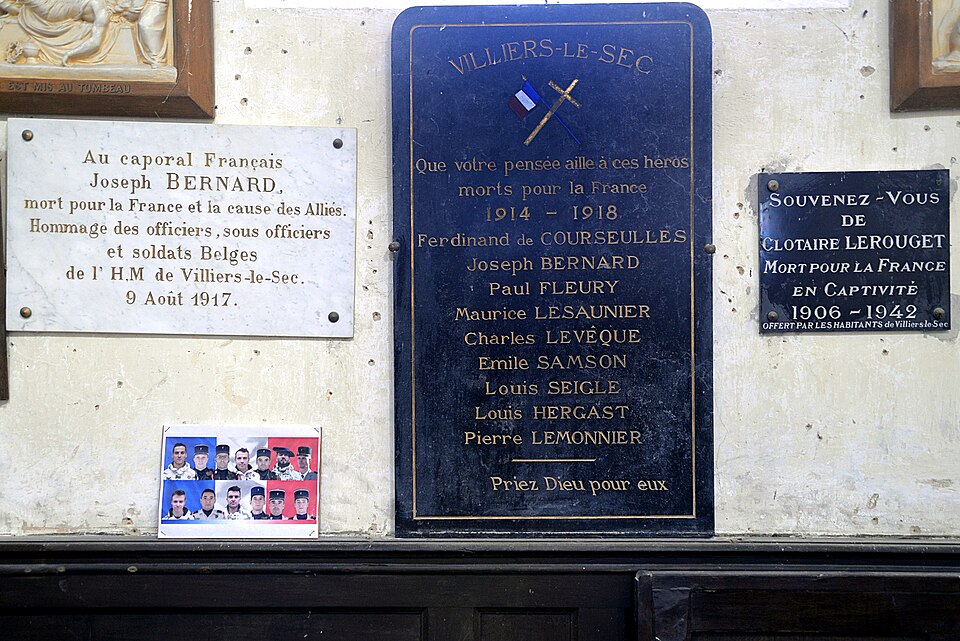 EST MIS AU TOMBEAU
Au caporal Français
Joseph BERNARD,
mort pour la France et la cause des Alliés.
Hommage des officiers, sous officiers
et soldats Belges
de l' H.M de Villiers-le-Sec.
9 Août 1917.
VILLIERS-LE-SEC
Que votre pensée aille à ces héros
morts pour la France
1914 - 1918
Ferdinand de COURSEULLES
Joseph BERNARD
Paul FLEURY
Maurice LESAUNIER
Charles LEVÊQUE
Emile SAMSON
Louis SEIGLE
Louis HERGAST
Pierre LEMONNIER
Priez Dieu pour eux
SOUVENEZ-VOUS
DE
CLOTAIRE LEROUGET
MORT POUR LA FRANCE
EN CAPTIVITÉ
1906 - 1942
OFFERT PAR LES HABITANTS de Villiers-le-Sec